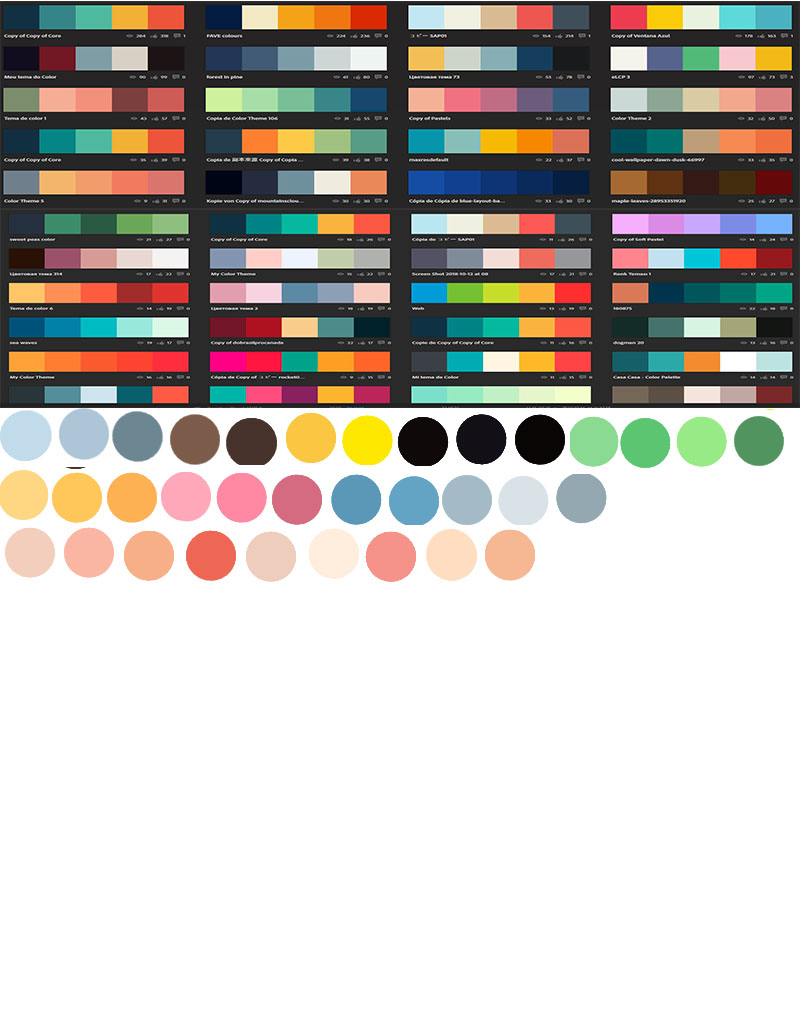 Copy of Copy of Core 284 318 1
FAVE colours 224 236 0
コピー SAP01 154 214 1
Copy of Ventana Azul 178 163 1
Meu tema do Color 90 99 0
forest in pine 61 80 0
Цветовая тема 73 53 78 0
eLCP 3 97 73 3
Tema de color 1 43 57 0
Copia de Color Theme 106 31 55 0
Copy of Pastels 33 52 0
Color Theme 2 32 50 0
Copy of Copy of Core 35 39 0
Copia de 副本來源 Copy of Copia ... 39 38 0
maxresdefault 22 37 0
cool-wallpaper-dawn-dusk-66997 33 35 0
Color Theme 5 9 31 0
Kopie von Copy of mountainsclou... 30 30 0
Cópia de Cópia de blue-layout-ba... 33 30 0
maple-leaves-28953351920 25 27 0
sweet peas color 21 27 0
Copy of Copy of Core 18 26 0
Cópia de コピー SAP01 11 26 0
Copy of Soft Pastel 14 24 0
Цветовая тема 314 17 22 0
My Color Theme 15 22 0
Screen Shot 2018-10-12 at 08 17 21 0
Renk Teması 1 17 21 0
Tema de color 6 14 19 0
Цветовая тема 3 18 19 0
Web 13 19 0
160875 22 18 0
sea waves 19 17 0
Copy of dobrazilprocanada 32 17 0
Copie de Copy of Copy of Core 11 16 0
dogman 20 13 16 0
My Color Theme 16 16 0
Cópia de Copy of コピー rocket0... 9 15 0
Mi tema de Color 11 15 0
Casa Casa - Color Palette 14 14 0